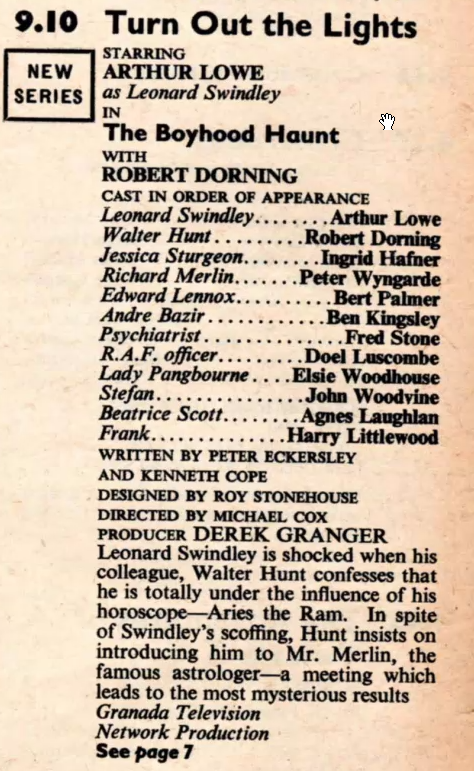 9.10 Turn Out the Lights
NEW
SERIES
STARRING
ARTHUR LOWE
as Leonard Swindley
IN
The Boyhood Haunt
WITH
ROBERT DORNING
CAST IN ORDER OF APPEARANCE
Leonard Swindley........Arthur Lowe
Walter Hunt.........Robert Dorning
Jessica Sturgeon........Ingrid Hafner
Richard Merlin.......Peter Wyngarde
Edward Lennox..........Bert Palmer
Andre Bazir............Ben Kingsley
Psychiatrist..............Fred Stone
R.A.F. officer.........Doel Luscombe
Lady Pangbourne....Elsie Woodhouse
Stefan...............John Woodvine
Beatrice Scott........Agnes Laughlan
Frank.............Harry Littlewood
WRITTEN BY PETER ECKERSLEY
AND KENNETH COPE
DESIGNED BY ROY STONEHOUSE
DIRECTED BY MICHAEL COX
PRODUCER DEREK GRANGER
Leonard Swindley is shocked when his
colleague, Walter Hunt confesses that
he is totally under the influence of his
horoscope—Aries the Ram. In spite
of Swindley's scoffing, Hunt insists on
introducing him to Mr. Merlin, the
famous astrologer—a meeting which
leads to the most mysterious results
Granada Television
Network Production
See page 7